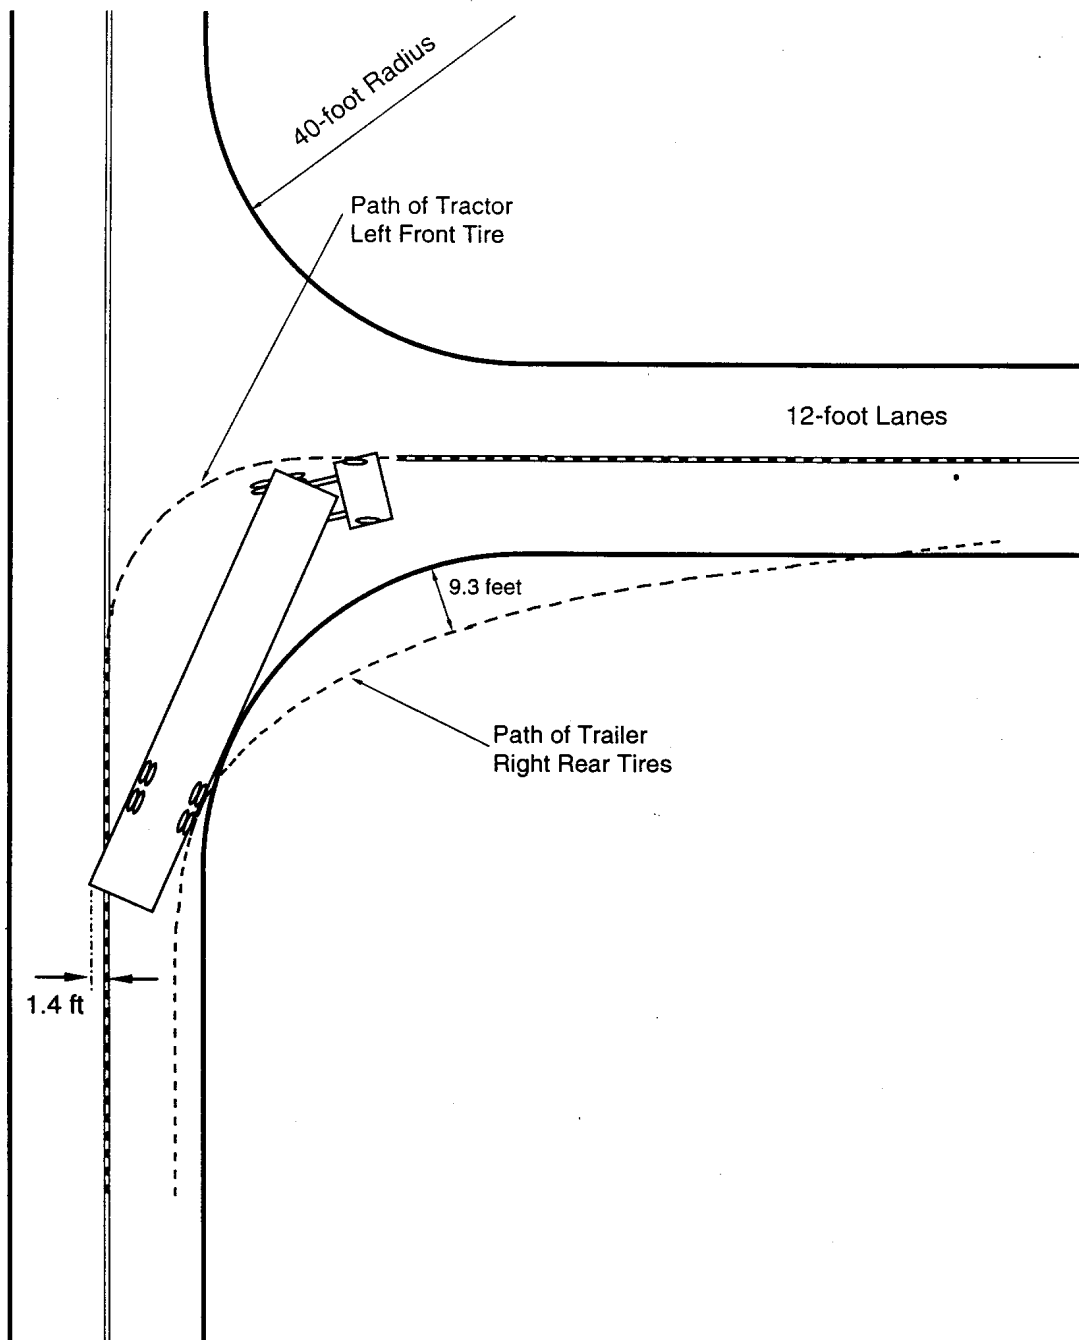 40-foot Radius
Path of Tractor
Left Front Tire
12-foot Lanes
9.3 feet
Path of Trailer
Right Rear Tires
1.4 ft